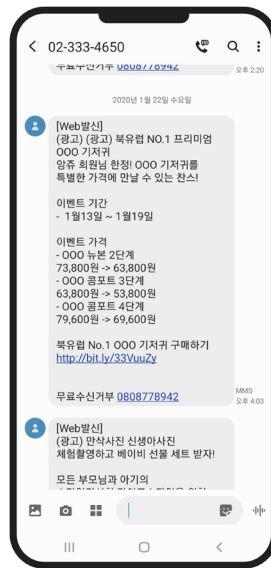 02-333-4650
무료수신거부 0808778942
오후 2:20
2020년 1월 22일 수요일
[Web발신]
(광고) (광고) 북유럽 NO.1 프리미엄
OOO 기저귀
앙쥬 회원님 한정! OOO 기저귀를
특별한 가격에 만날 수 있는 찬스!
이벤트 기간
- 1월13일 ~ 1월19일
이벤트 가격
- OOO 뉴본 2단계
73,800원 -> 63,800원
- OOO 콤포트 3단계
63,800원 -> 53,800원
- OOO 콤포트 4단계
79,600원 -> 69,600원
북유럽 No.1 OOO 기저귀 구매하기
http://bit.ly/33VuuZy
무료수신거부 0808778942
MMS
오후 4:03
[Web발신]
(광고) 만삭사진 신생아사진
체험촬영하고 베이비 선물 세트 받자!
모든 부모님과 아기의